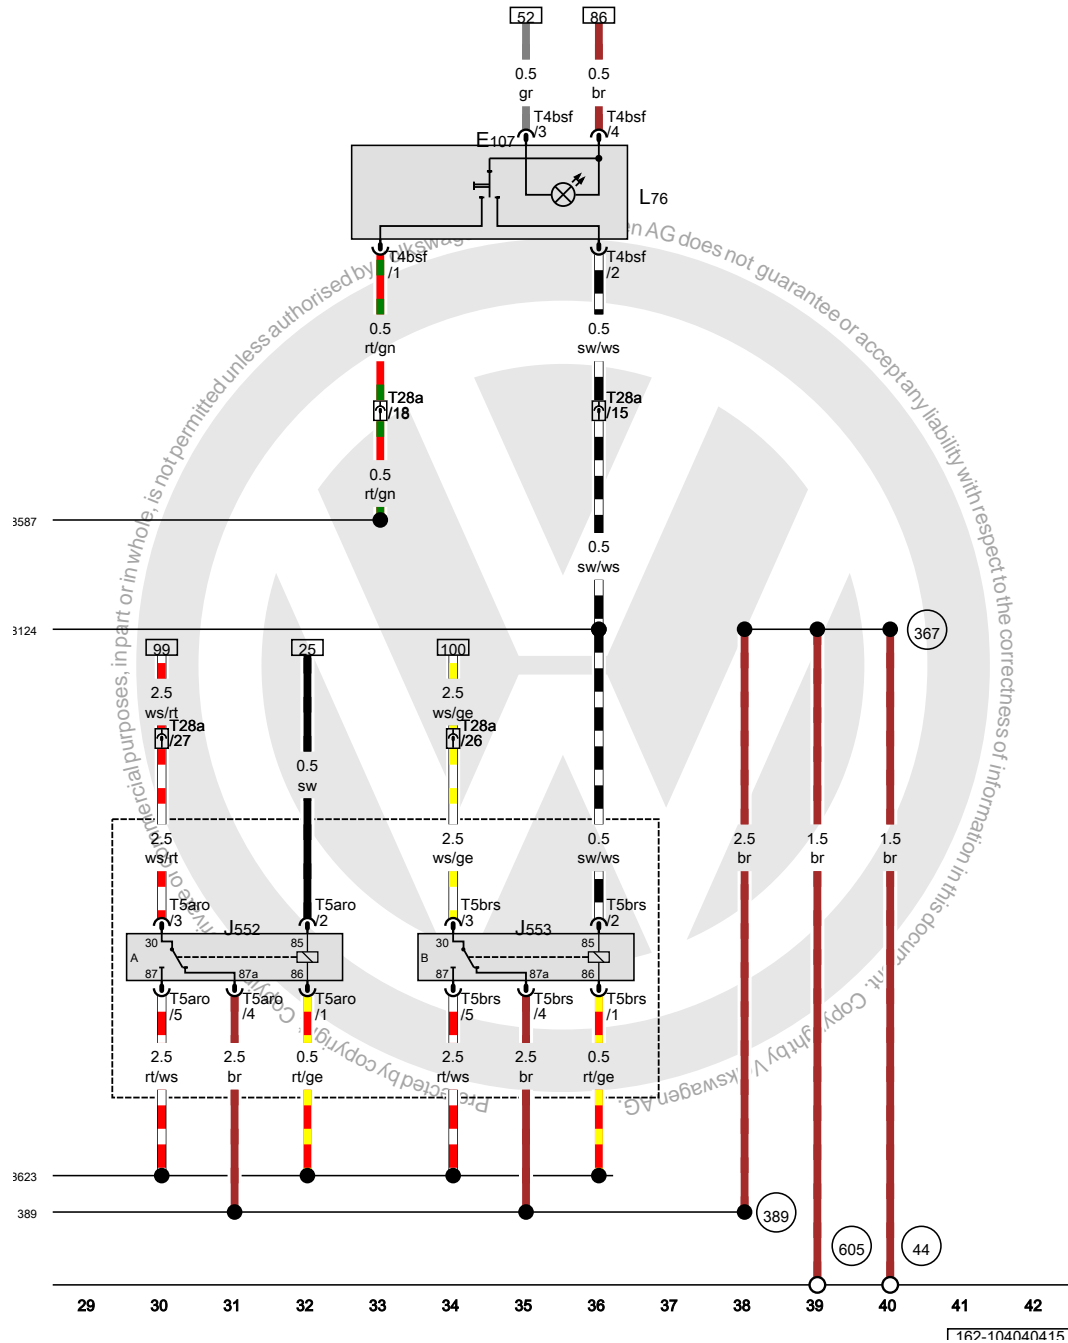 52 86
0.5 0.5
gr br
T4bsf T4bsf
/3 /4
E107
L76
T4bsf T4bsf
/1 /2
0.5 0.5
rt/gn sw/ws
T28a T28a
/18 /15
0.5
rt/gn
3587
0.5
sw/ws
3124
367
99 25 100
2.5 2.5
ws/rt ws/ge
T28a T28a
/27 /26
0.5
sw
2.5 2.5 0.5 2.5 1.5 1.5
ws/rt ws/ge sw/ws br br br
T5aro T5aro T5brs T5brs
/3 /2 /3 /2
J552 J553
30 85 30 85
A B
87 87a 86 87 87a 86
T5aro T5aro T5aro T5brs T5brs T5brs
/5 /4 /1 /5 /4 /1
2.5 2.5 0.5 2.5 2.5 0.5
rt/ws br rt/ge rt/ws br rt/ge
3623
389
389
605 44
29 30 31 32 33 34 35 36 37 38 39 40 41 42
162-104040415
commercial purposes, in part or in whole, is not permitted unless authorised by
AG does not guarantee or accept any liability with respect to the correctness of information in this document. Copyright by Volkswagen AG.
Protected by copyright.